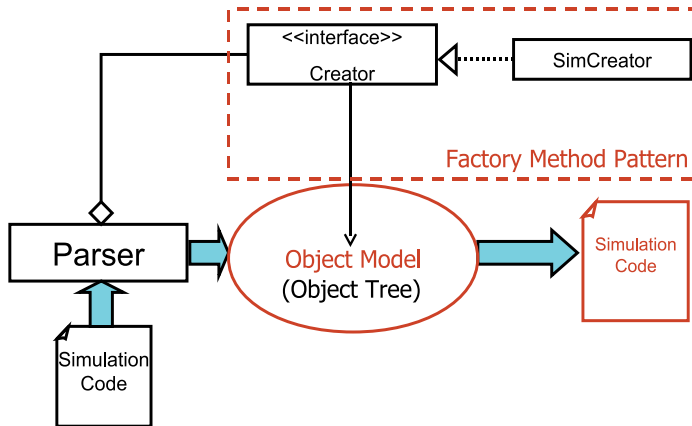 <<interface>>
Creator
SimCreator
Factory Method Pattern
Parser
Object Model
(Object Tree)
Simulation
Code
Simulation
Code